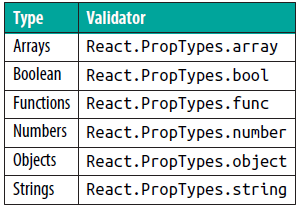 Type Validator
Arrays React.PropTypes.array
Boolean React.PropTypes.bool
Functions React.PropTypes.func
Numbers React.PropTypes.number
Objects React.PropTypes.object
Strings React.PropTypes.string